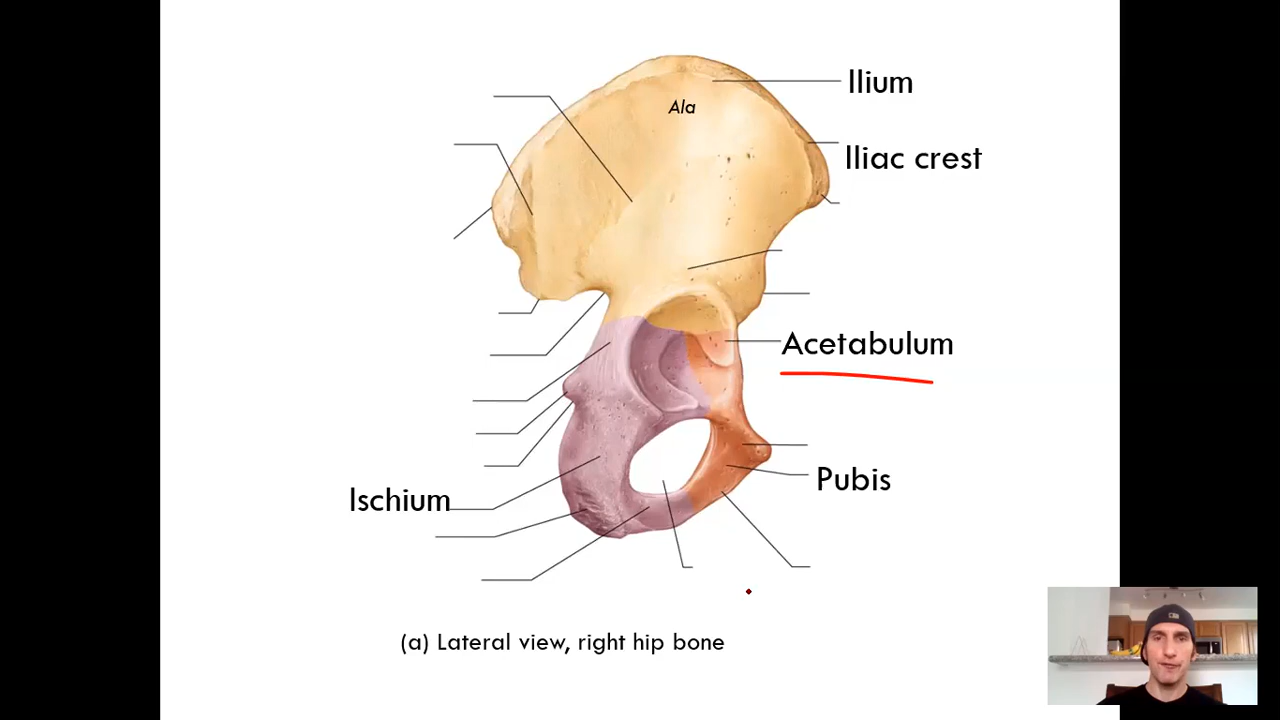 Ilium
Ala
Iliac crest
Acetabulum
Pubis
Ischium
(a) Lateral view, right hip bone